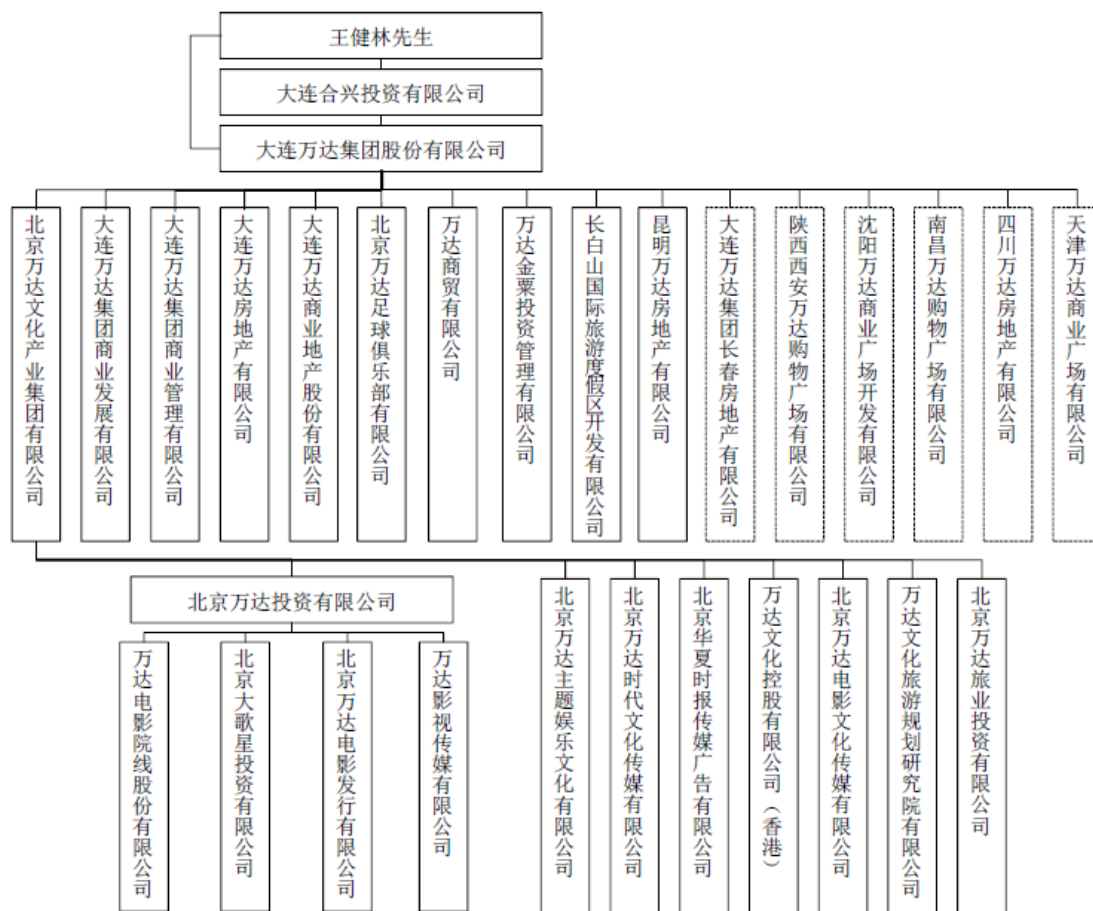 王健林先生
大连合兴投资有限公司
大连万达集团股份有限公司
北京万达文化产业集团有限公司
大连万达集团商业发展有限公司
大连万达集团商业管理有限公司
大连万达房地产有限公司
大连万达商业地产股份有限公司
北京万达足球俱乐部有限公司
万达商贸有限公司
万达金粟投资管理有限公司
长白山国际旅游度假区开发有限公司
昆明万达房地产有限公司
大连万达集团长春房地产有限公司
陕西西安万达购物广场有限公司
沈阳万达商业广场开发有限公司
南昌万达购物广场有限公司
四川万达房地产有限公司
天津万达商业广场有限公司
北京万达投资有限公司
万达电影院线股份有限公司
北京大歌星投资有限公司
北京万达电影发行有限公司
万达影视传媒有限公司
北京万达主题娱乐文化有限公司
北京万达时代文化传媒有限公司
北京华夏时报传媒广告有限公司
万达文化控股有限公司（香港）
北京万达电影文化传媒有限公司
万达文化旅游规划研究院有限公司
北京万达旅业投资有限公司